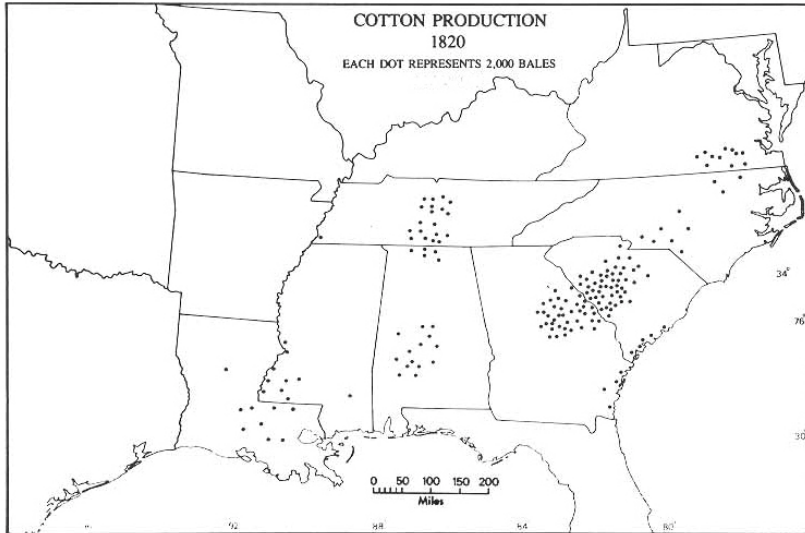 COTTON PRODUCTION
1820
EACH DOT REPRESENTS 2,000 BALES
34°
76°
30°
0 50 100 150 200
Miles
92
88
84
80°